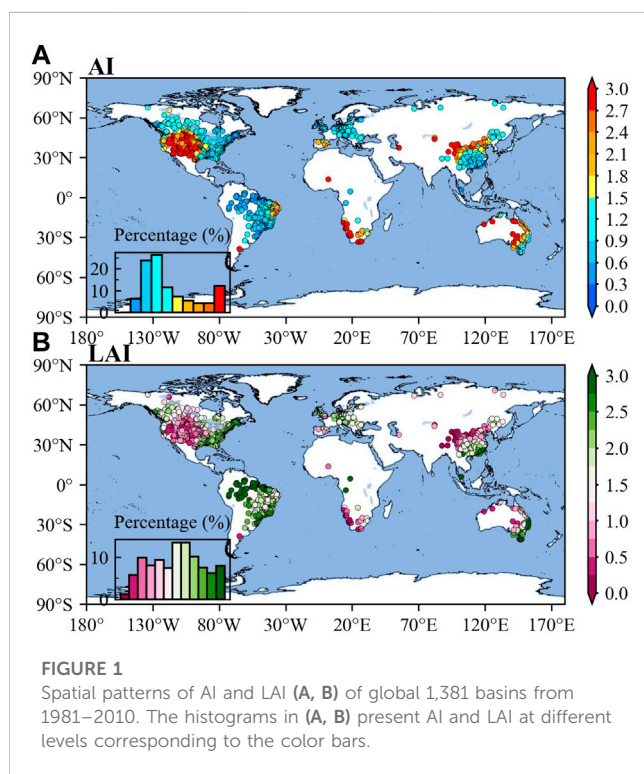 A
AI
90°N
60°N
30°N
0°
30°S
60°S
90°S
Percentage (%)
20
10
0
180° 130°W 80°W 30°W 20°E 70°E 120°E 170°E
3.0
2.7
2.4
2.1
1.8
1.5
1.2
0.9
0.6
0.3
0.0
B
LAI
90°N
60°N
30°N
0°
30°S
60°S
90°S
Percentage (%)
10
0
180° 130°W 80°W 30°W 20°E 70°E 120°E 170°E
3.0
2.5
2.0
1.5
1.0
0.5
0.0
FIGURE 1
Spatial patterns of AI and LAI (A, B) of global 1,381 basins from
1981–2010. The histograms in (A, B) present AI and LAI at different
levels corresponding to the color bars.